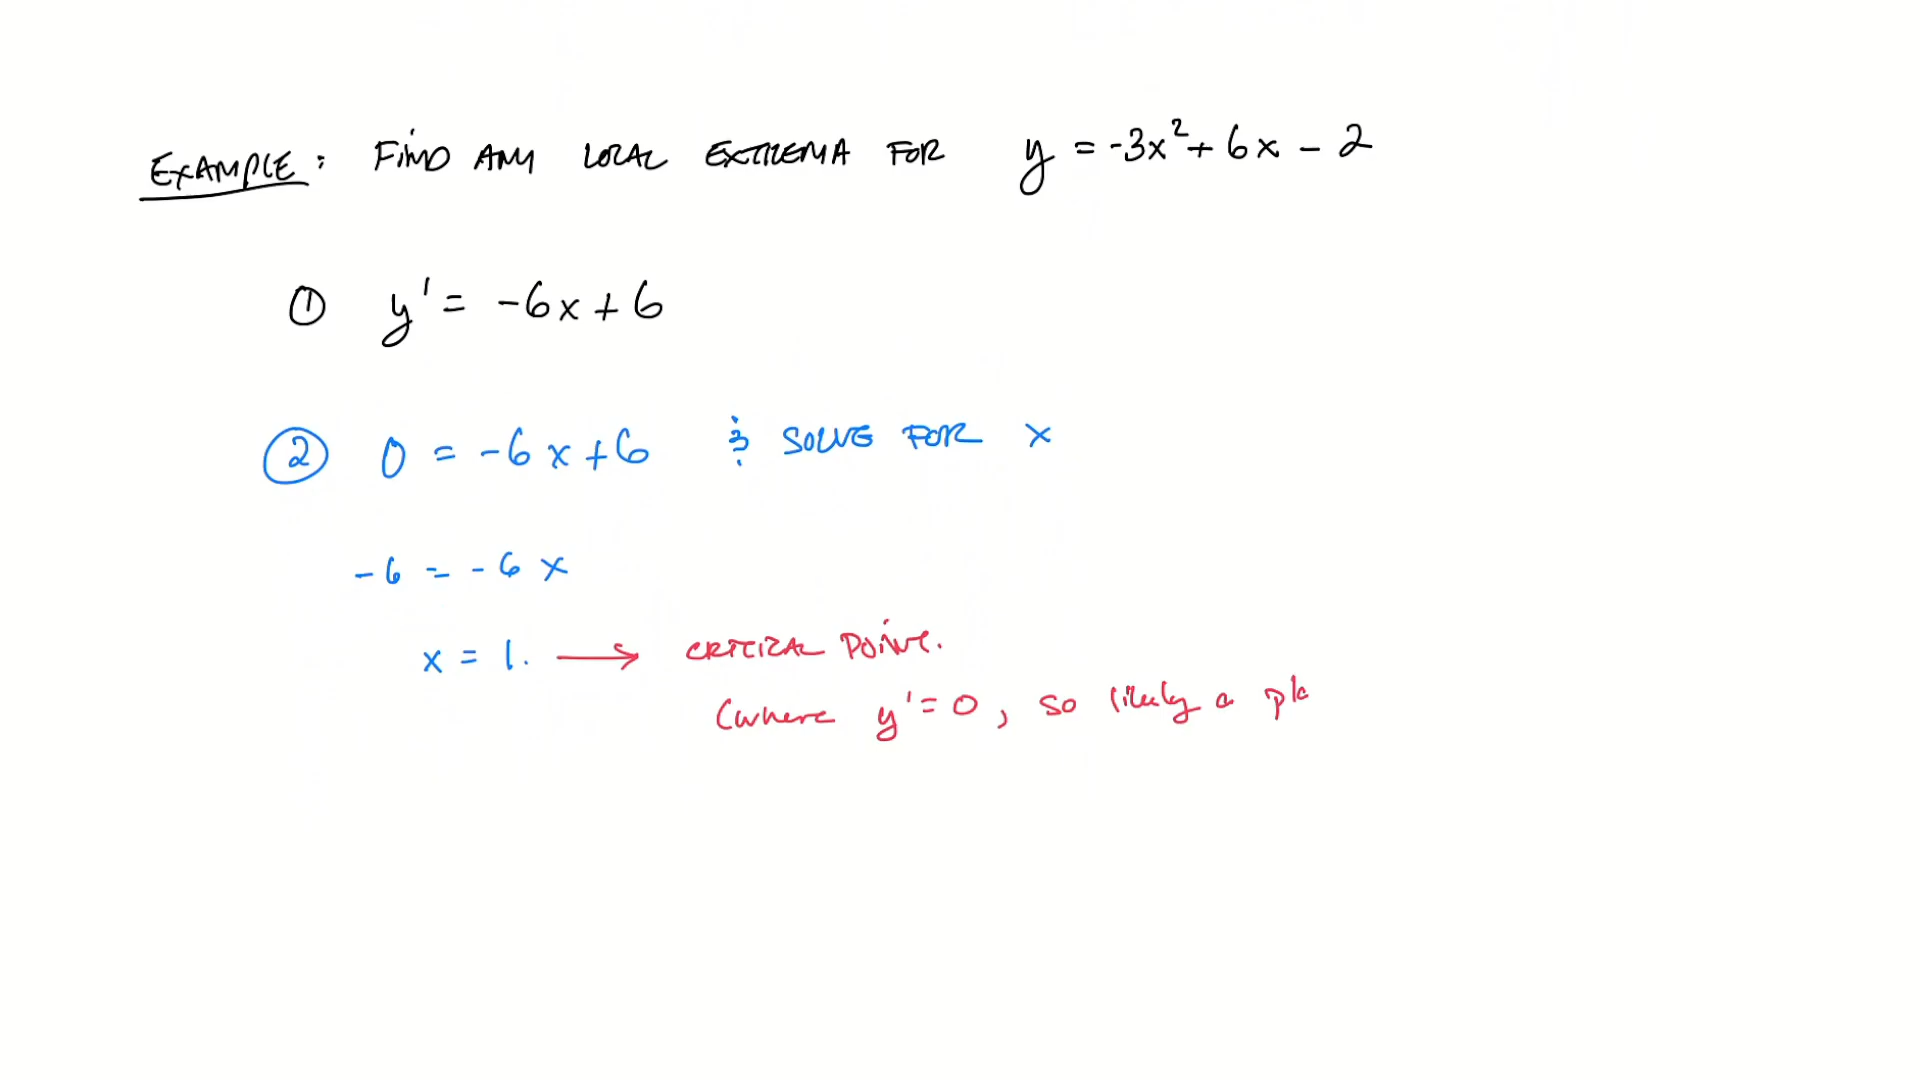 EXAMPLE: FIND ANY LOCAL EXTREMA FOR y = -3x² + 6x - 2
① y' = -6x + 6
② 0 = -6x + 6 & SOLVE FOR x
-6 = -6x
x = 1. → CRITICAL POINT.
(where y' = 0, so likely a pla